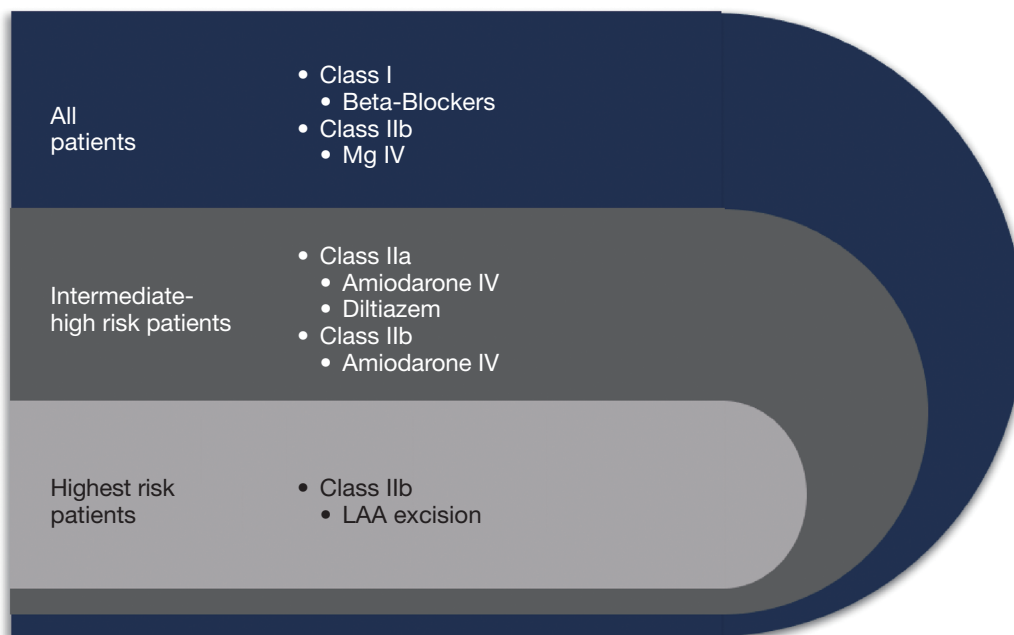 All
patients
• Class I
• Beta-Blockers
• Class IIb
• Mg IV
Intermediate-
high risk patients
• Class IIa
• Amiodarone IV
• Diltiazem
• Class IIb
• Amiodarone IV
Highest risk
patients
• Class IIb
• LAA excision